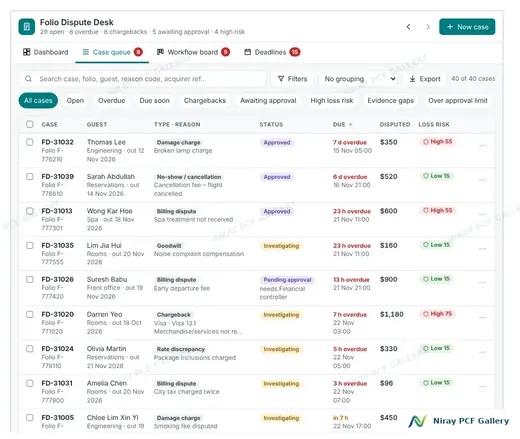 Folio Dispute Desk
29 open · 8 overdue · 8 chargebacks · 5 awaiting approval · 4 high risk
+ New case
Dashboard
Case queue 8
Workflow board 5
Deadlines 15
Search case, folio, guest, reason code, acquirer ref...
Filters
No grouping
Export
40 of 40 cases
All cases
Open
Overdue
Due soon
Chargebacks
Awaiting approval
High loss risk
Evidence gaps
Over approval limit
CASE GUEST TYPE · REASON STATUS DUE ↑ DISPUTED LOSS RISK
FD-31032 Thomas Lee Damage charge Approved 7 d overdue $350 High 55
Folio F- Engineering · out 12 Broken lamp charge 15 Nov 05:00
776210 Nov 2026
FD-31039 Sarah Abdullah No-show / cancellation Approved 6 d overdue $520 Low 15
Folio F- Reservations · out Cancellation fee – flight 16 Nov 21:00
776610 14 Nov 2026 cancelled
FD-31013 Wong Kar Hoe Billing dispute Approved 23 h overdue $600 High 55
Folio F- Spa · out 18 Nov Spa treatment not received 21 Nov 11:00
777301 2026
FD-31035 Lim Jia Hui Goodwill Investigating 23 h overdue $160 Low 15
Folio F- Rooms · out 20 Nov Noise complaint compensation 21 Nov 11:00
777555 2026
FD-31026 Suresh Babu Billing dispute Pending approval 13 h overdue $900 Low 15
Folio F- Front office · out 19 Early departure fee needs Financial 21 Nov 21:00
777420 Nov 2026 controller
FD-31020 Darren Yeo Chargeback Investigating 7 h overdue $1,180 High 75
Folio F- Rooms · out 18 Oct Visa · Visa 13.1 22 Nov
771020 2026 Merchandise/services not re... 03:00
FD-31024 Olivia Martin Rate discrepancy Investigating 5 h overdue $330 Low 15
Folio F- Reservations · out Package inclusions charged 22 Nov
778110 21 Nov 2026 05:00
FD-31031 Amelia Chen Billing dispute Investigating 3 h overdue $96 Low 15
Folio F- Rooms · out 20 Nov City tax charged twice 22 Nov
777900 2026 07:00
FD-31005 Chloe Lim Xin Yi Damage charge Investigating in 7 h $450
Folio F- Engineering · out 19 Smoking fee disputed 22 Nov 17:00
Niray PCF Gallery